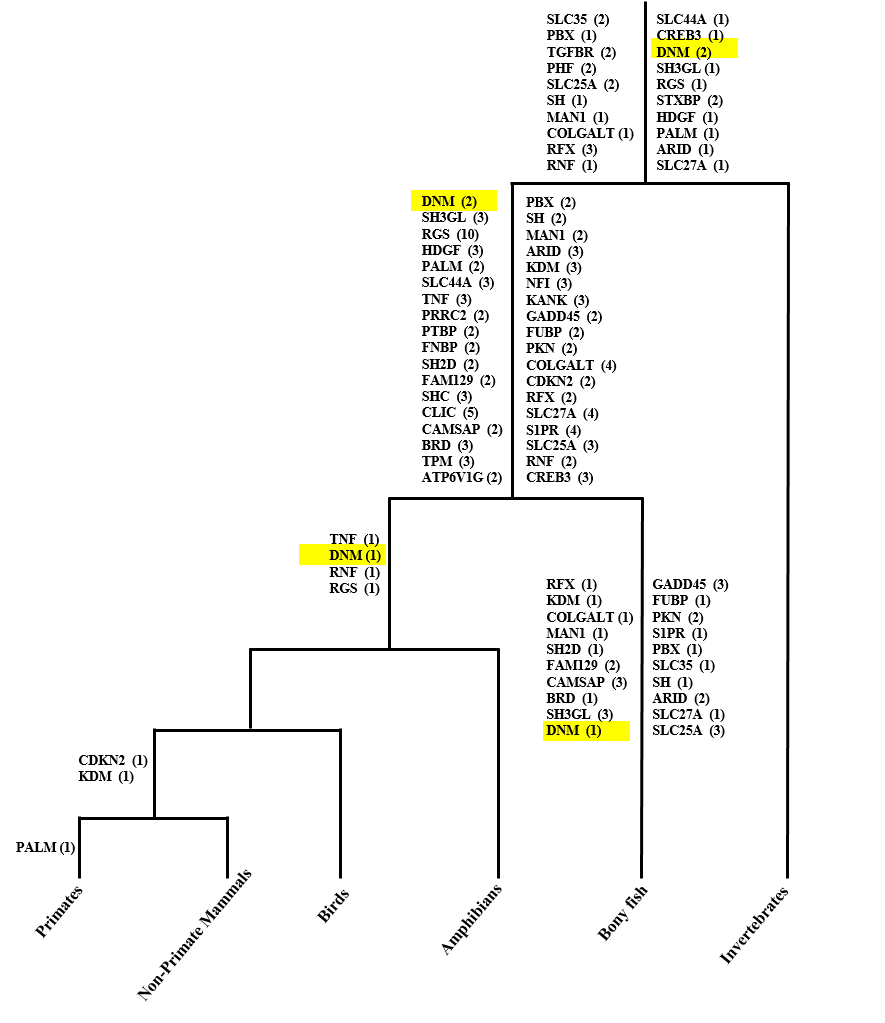 SLC35 (2)
PBX (1)
TGFBR (2)
PHF (2)
SLC25A (2)
SH (1)
MAN1 (1)
COLGALT (1)
RFX (3)
RNF (1)
SLC44A (1)
CREB3 (1)
DNM (2)
SH3GL (1)
RGS (1)
STXBP (2)
HDGF (1)
PALM (1)
ARID (1)
SLC27A (1)
DNM (2)
SH3GL (3)
RGS (10)
HDGF (3)
PALM (2)
SLC44A (3)
TNF (3)
PRRC2 (2)
PTBP (2)
FNBP (2)
SH2D (2)
FAM129 (2)
SHC (3)
CLIC (5)
CAMSAP (2)
BRD (3)
TPM (3)
ATP6V1G (2)
PBX (2)
SH (2)
MAN1 (2)
ARID (3)
KDM (3)
NFI (3)
KANK (3)
GADD45 (2)
FUBP (2)
PKN (2)
COLGALT (4)
CDKN2 (2)
RFX (2)
SLC27A (4)
S1PR (4)
SLC25A (3)
RNF (2)
CREB3 (3)
TNF (1)
DNM (1)
RNF (1)
RGS (1)
RFX (1)
KDM (1)
COLGALT (1)
MAN1 (1)
SH2D (1)
FAM129 (2)
CAMSAP (3)
BRD (1)
SH3GL (3)
DNM (1)
GADD45 (3)
FUBP (1)
PKN (2)
S1PR (1)
PBX (1)
SLC35 (1)
SH (1)
ARID (2)
SLC27A (1)
SLC25A (3)
CDKN2 (1)
KDM (1)
PALM (1)
Primates
Non-Primate Mammals
Birds
Amphibians
Bony fish
Invertebrates